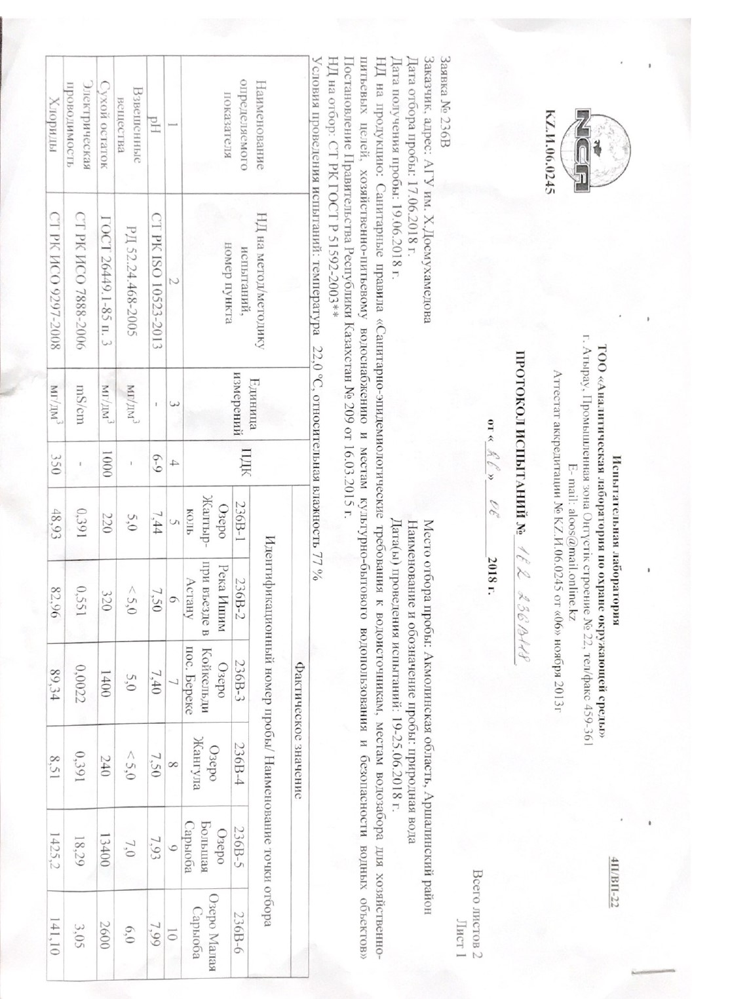 4П/ВП-22
NCA
KZ.И.06.0245
Испытательная лаборатория
ТОО «Аналитическая лаборатория по охране окружающей среды»
г. Атырау, Промышленная зона Онтүстік строение № 22, тел/факс 459-361
E- mail: aloos@mail.online.kz
Аттестат аккредитации № KZ.И.06.0245 от «06» ноября 2013г
ПРОТОКОЛ ИСПЫТАНИЙ №
от « » 06 2018 г.
Всего листов 2
Лист 1
Заявка № 236В
Заказчик, адрес: АГУ им. Х.Досмухамедова Место отбора пробы: Акмолинская область, Аршалинский район
Дата отбора пробы: 17.06.2018 г. Наименование и обозначение пробы: природная вода
Дата получения пробы: 19.06.2018 г. Дата(ы) проведения испытаний: 19-25.06.2018 г.
НД на продукцию: Санитарные правила «Санитарно-эпидемиологические требования к водоисточникам, местам водозабора для хозяйственно-
питьевых целей, хозяйственно-питьевому водоснабжению и местам культурно-бытового водопользования и безопасности водных объектов»
Постановление Правительства Республики Казахстан № 209 от 16.03.2015 г.
НД на отбор: СТ РК ГОСТ Р 51592-2003**
Условия проведения испытаний: температура 22,0 °С, относительная влажность 77 %
Наименование определяемого показателя НД на метод/методику испытаний, номер пункта Единица измерений ПДК Фактическое значение
Идентификационный номер пробы/ Наименование точки отбора
236В-1 236В-2 236В-3 236В-4 236В-5 236В-6
Озеро Жалтыр-коль Река Ишим при въезде в Астану Озеро Койкельди пос. Береке Озеро Жангула Озеро Большая Сарыоба Озеро Малая Сарыоба
1 2 3 4 5 6 7 8 9 10
рН СТ РК ISO 10523-2013 - 6-9 7,44 7,50 7,40 7,50 7,93 7,99
Взвешенные вещества РД 52.24.468-2005 мг/дм³ - 5,0 < 5,0 5,0 < 5,0 7,0 6,0
Сухой остаток ГОСТ 26449.1-85 п. 3 мг/дм³ 1000 220 320 1400 240 13400 2600
Электрическая проводимость СТ РК ИСО 7888-2006 mS/cm - 0,391 0,551 0,0022 0,391 18,29 3,05
Хлориды СТ РК ИСО 9297-2008 мг/дм³ 350 48,93 82,96 89,34 8,51 1425,2 141,10